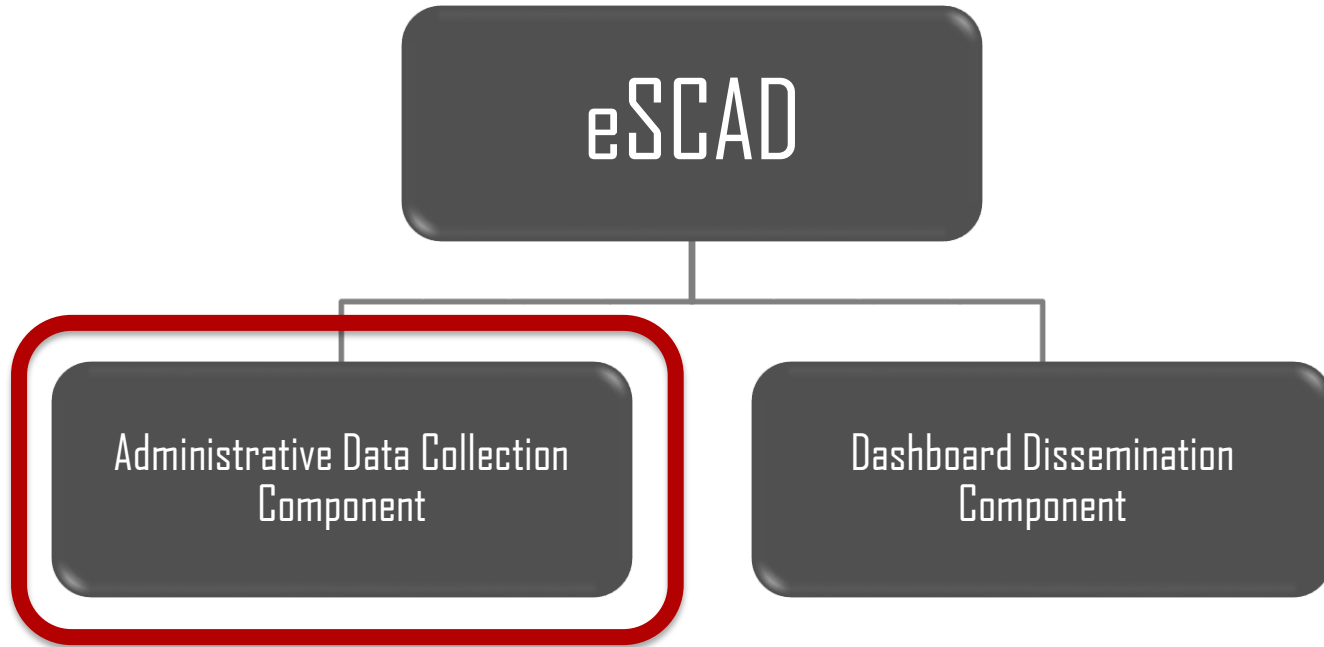 eSCAD
Administrative Data Collection
Component
Dashboard Dissemination
Component